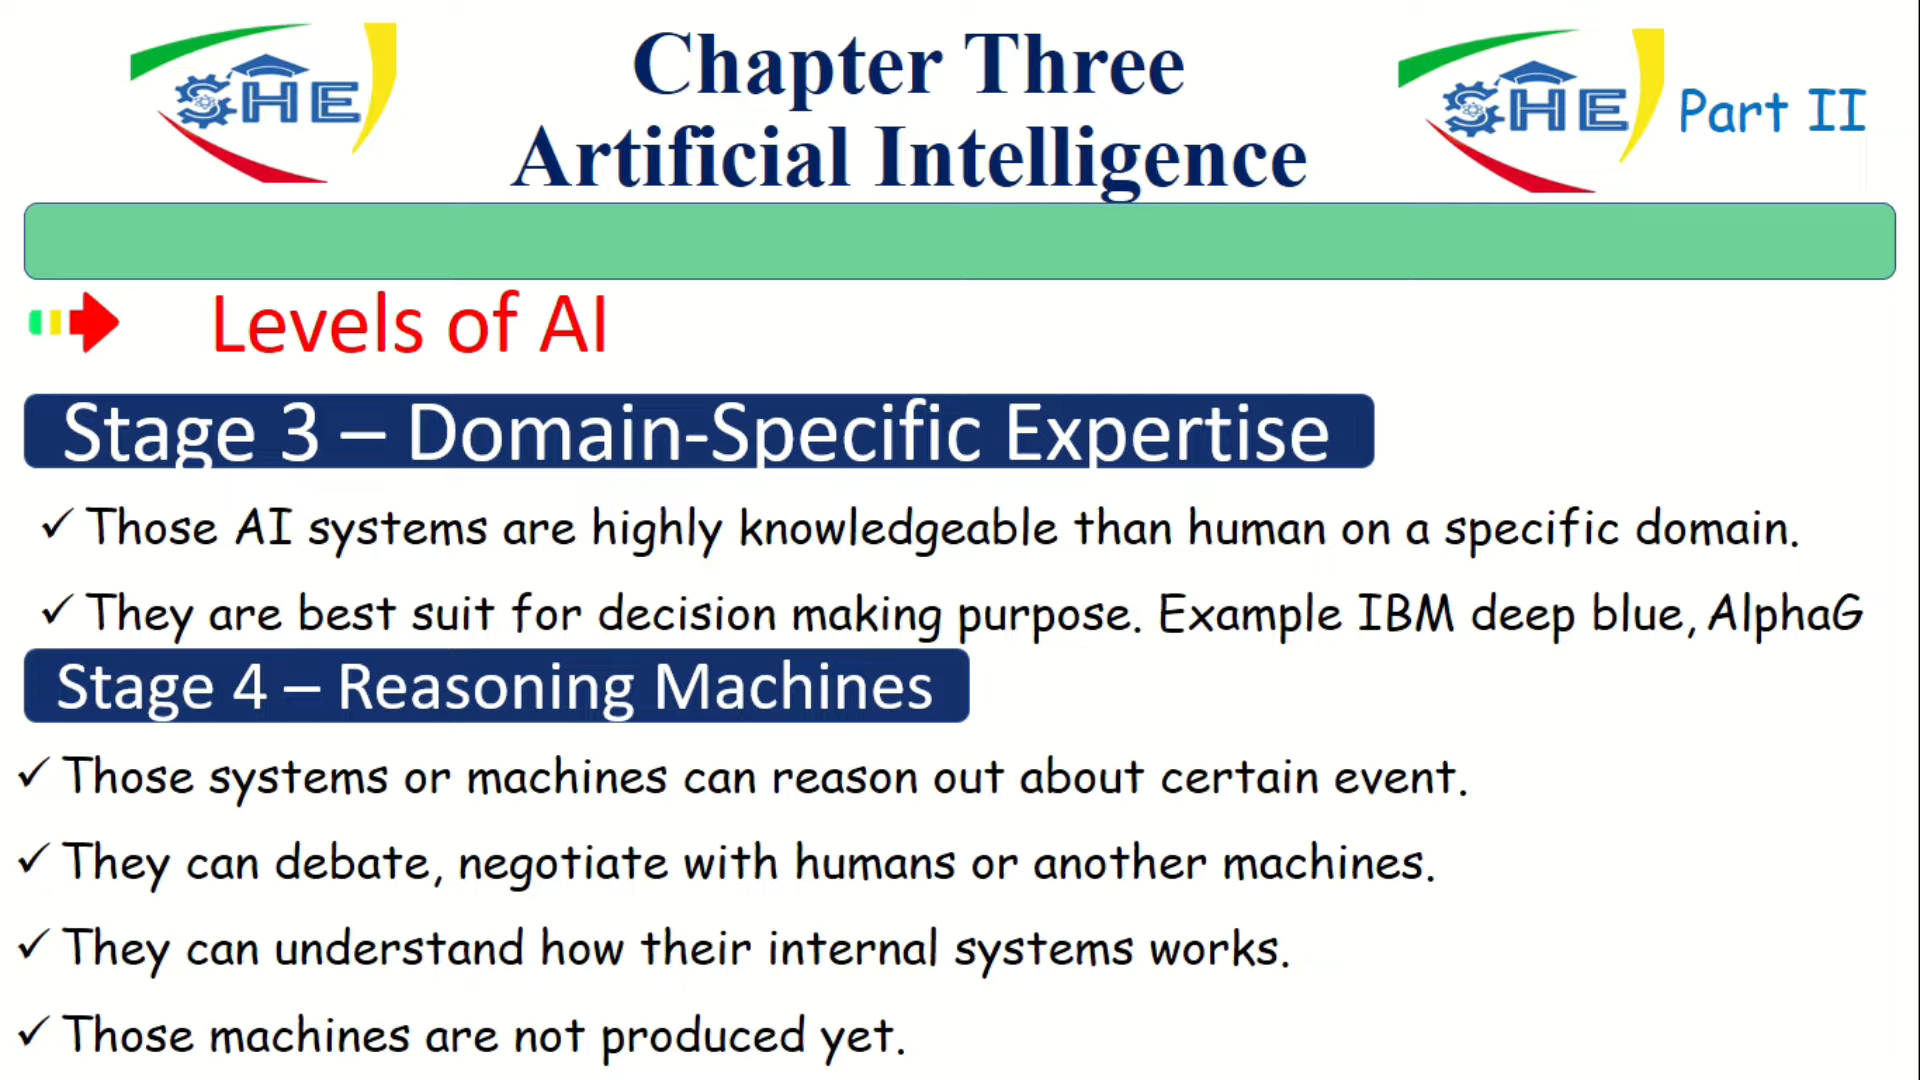 SHE
Chapter Three
Artificial Intelligence
SHE
Part II
Levels of AI
Stage 3 – Domain-Specific Expertise
✓ Those AI systems are highly knowledgeable than human on a specific domain.
✓ They are best suit for decision making purpose. Example IBM deep blue, AlphaG
Stage 4 – Reasoning Machines
✓ Those systems or machines can reason out about certain event.
✓ They can debate, negotiate with humans or another machines.
✓ They can understand how their internal systems works.
✓ Those machines are not produced yet.